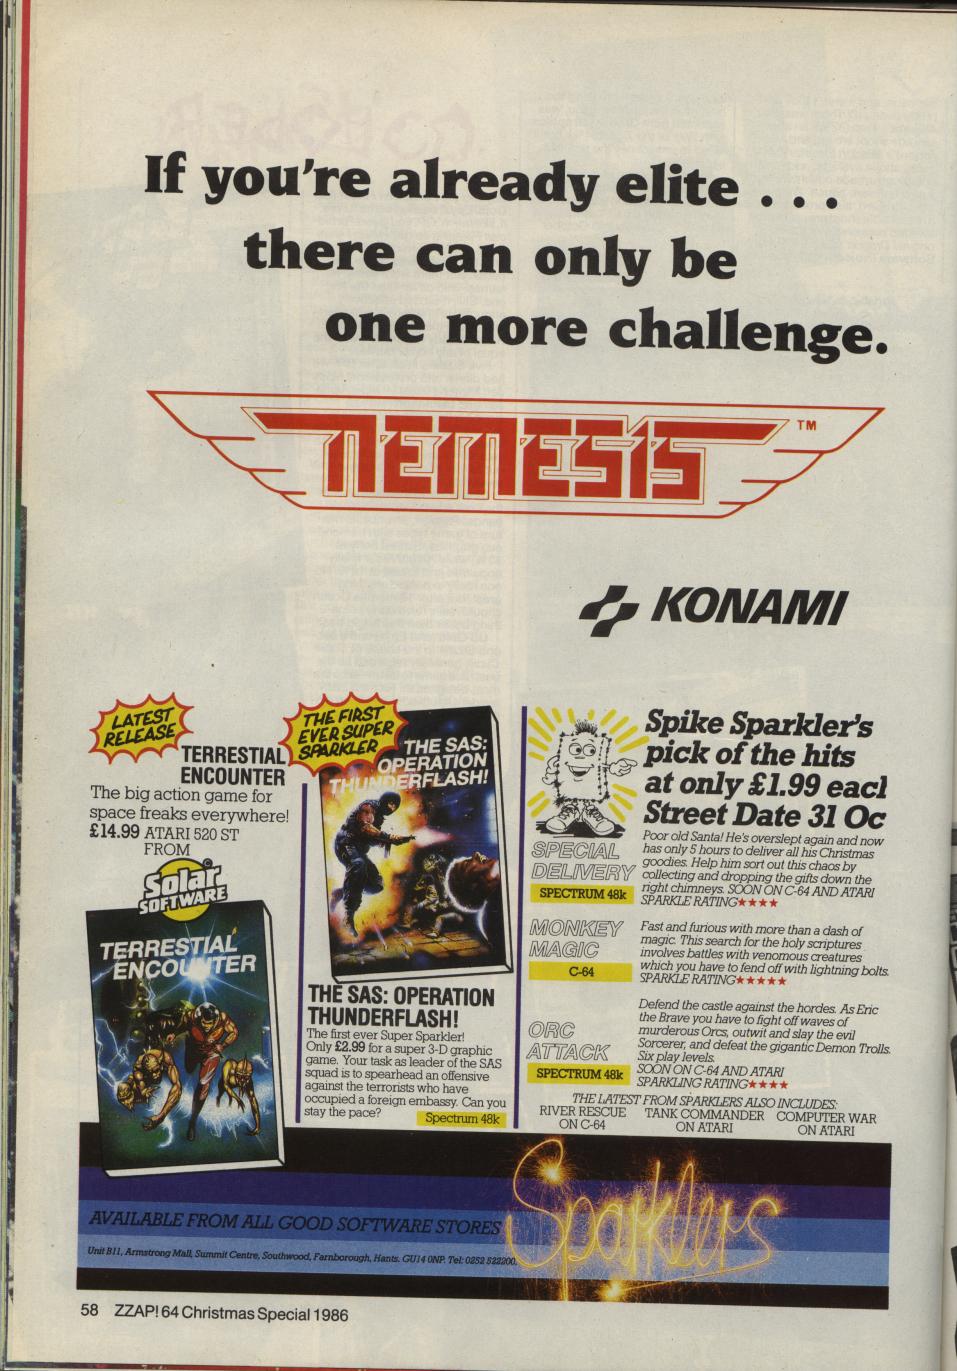 If you're already elite . . .
there can only be
one more challenge.
NEMESIS TM
KONAMI
LATEST
RELEASE
TERRESTIAL
ENCOUNTER
The big action game for
space freaks everywhere!
£14.99 ATARI 520 ST
FROM
Solar
SOFTWARE
TERRESTIAL
ENCOUNTER
THE FIRST
EVER SUPER
SPARKLER
THE SAS:
OPERATION
THUNDERFLASH!
THE SAS: OPERATION
THUNDERFLASH!
The first ever Super Sparkler!
Only £2.99 for a super 3-D graphic
game. Your task as leader of the SAS
squad is to spearhead an offensive
against the terrorists who have
occupied a foreign embassy. Can you
stay the pace?
Spectrum 48k
Spike Sparkler's
pick of the hits
at only £1.99 eacl
Street Date 31 Oc
SPECIAL
DELIVERY
SPECTRUM 48k
Poor old Santa! He's overslept again and now
has only 5 hours to deliver all his Christmas
goodies. Help him sort out this chaos by
collecting and dropping the gifts down the
right chimneys. SOON ON C-64 AND ATARI
SPARKLE RATING★★★★
MONKEY
MAGIC
C-64
Fast and furious with more than a dash of
magic. This search for the holy scriptures
involves battles with venomous creatures
which you have to fend off with lightning bolts.
SPARKLE RATING★★★★★
ORC
ATTACK
SPECTRUM 48k
Defend the castle against the hordes. As Eric
the Brave you have to fight off waves of
murderous Orcs, outwit and slay the evil
Sorcerer, and defeat the gigantic Demon Trolls.
Six play levels.
SOON ON C-64 AND ATARI
SPARKLING RATING★★★★
THE LATEST FROM SPARKLERS ALSO INCLUDES:
RIVER RESCUE TANK COMMANDER COMPUTER WAR
ON C-64 ON ATARI ON ATARI
Sparklers
AVAILABLE FROM ALL GOOD SOFTWARE STORES
Unit B11, Armstrong Mall, Summit Centre, Southwood, Farnborough, Hants. GU14 0NP. Tel: 0252 522200.
58 ZZAP! 64 Christmas Special 1986